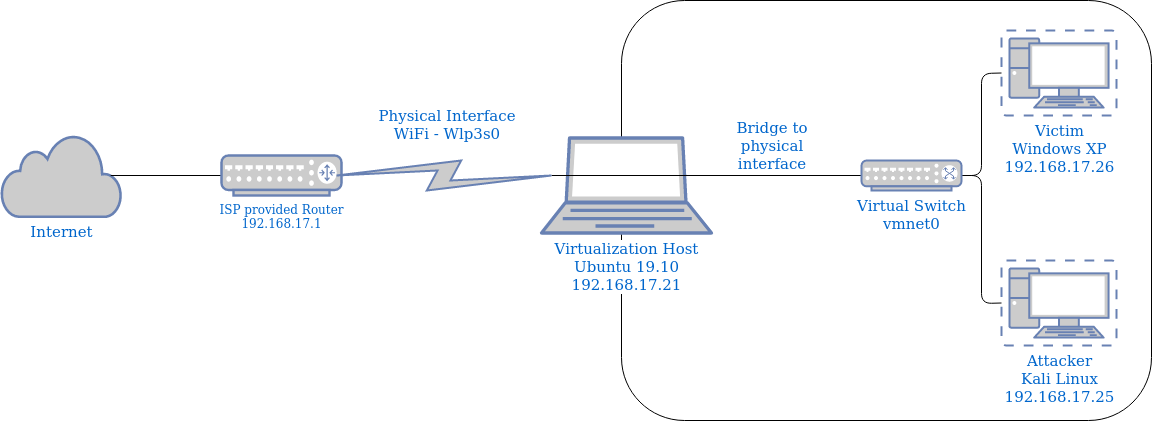 Internet
ISP provided Router
192.168.17.1
Physical Interface
WiFi - Wlp3s0
Virtualization Host
Ubuntu 19.10
192.168.17.21
Bridge to
physical
interface
Virtual Switch
vmnet0
Victim
Windows XP
192.168.17.26
Attacker
Kali Linux
192.168.17.25